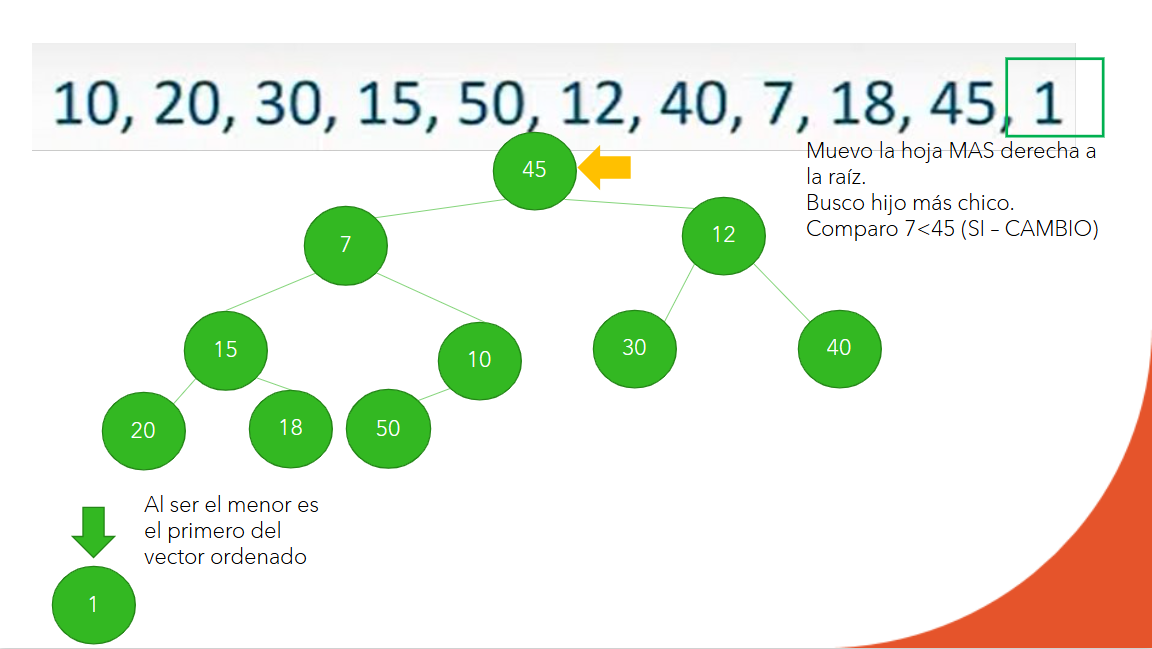 10, 20, 30, 15, 50, 12, 40, 7, 18, 45, 1
Muevo la hoja MAS derecha a
la raíz.
Busco hijo más chico.
Comparo 7<45 (SI – CAMBIO)
45
7
12
15
10
30
40
20
18
50
Al ser el menor es
el primero del
vector ordenado
1